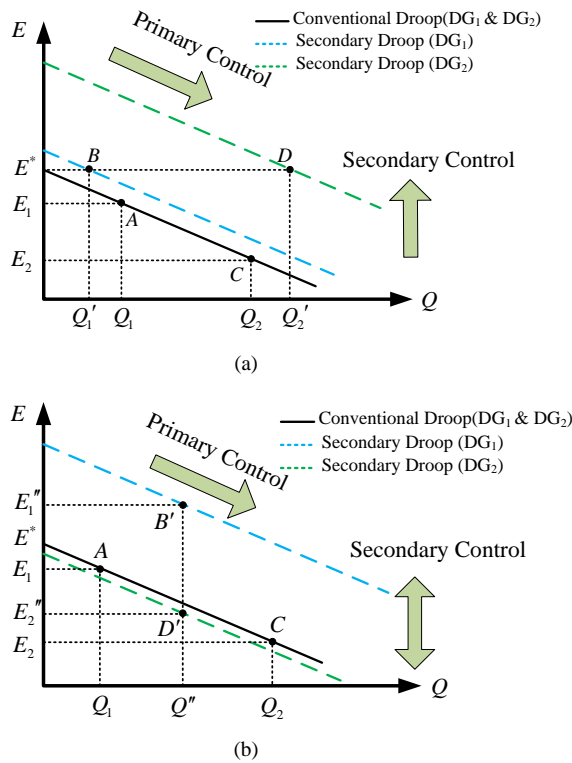 E
Conventional Droop(DG₁ & DG₂)
Secondary Droop (DG₁)
Secondary Droop (DG₂)
Primary Control
Secondary Control
E*
B
D
E₁
A
E₂
C
Q₁′ Q₁ Q₂ Q₂′ Q
(a)
E
Conventional Droop(DG₁ & DG₂)
Secondary Droop (DG₁)
Secondary Droop (DG₂)
Primary Control
E₁″
B′
E*
Secondary Control
A
E₁
E₂″
D′
C
E₂
Q₁ Q″ Q₂ Q
(b)